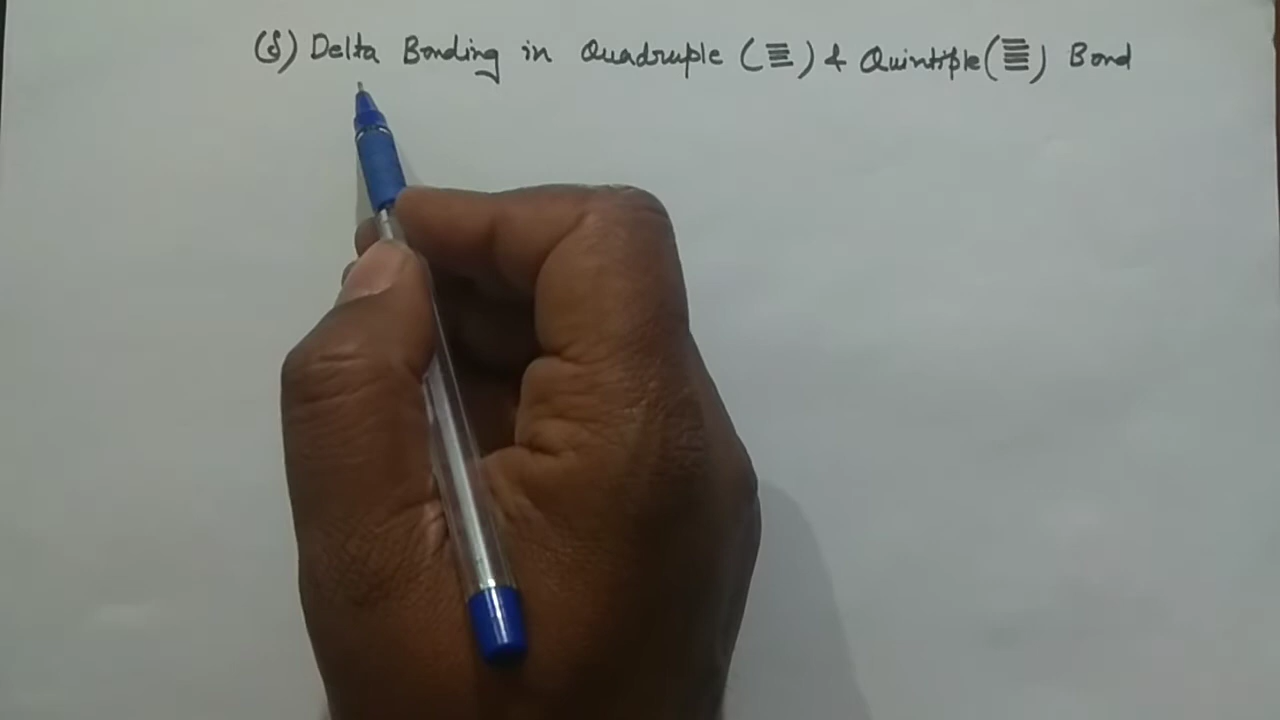 (δ) Delta Bonding in Quadruple (≣) & Quintiple (≣) Bond